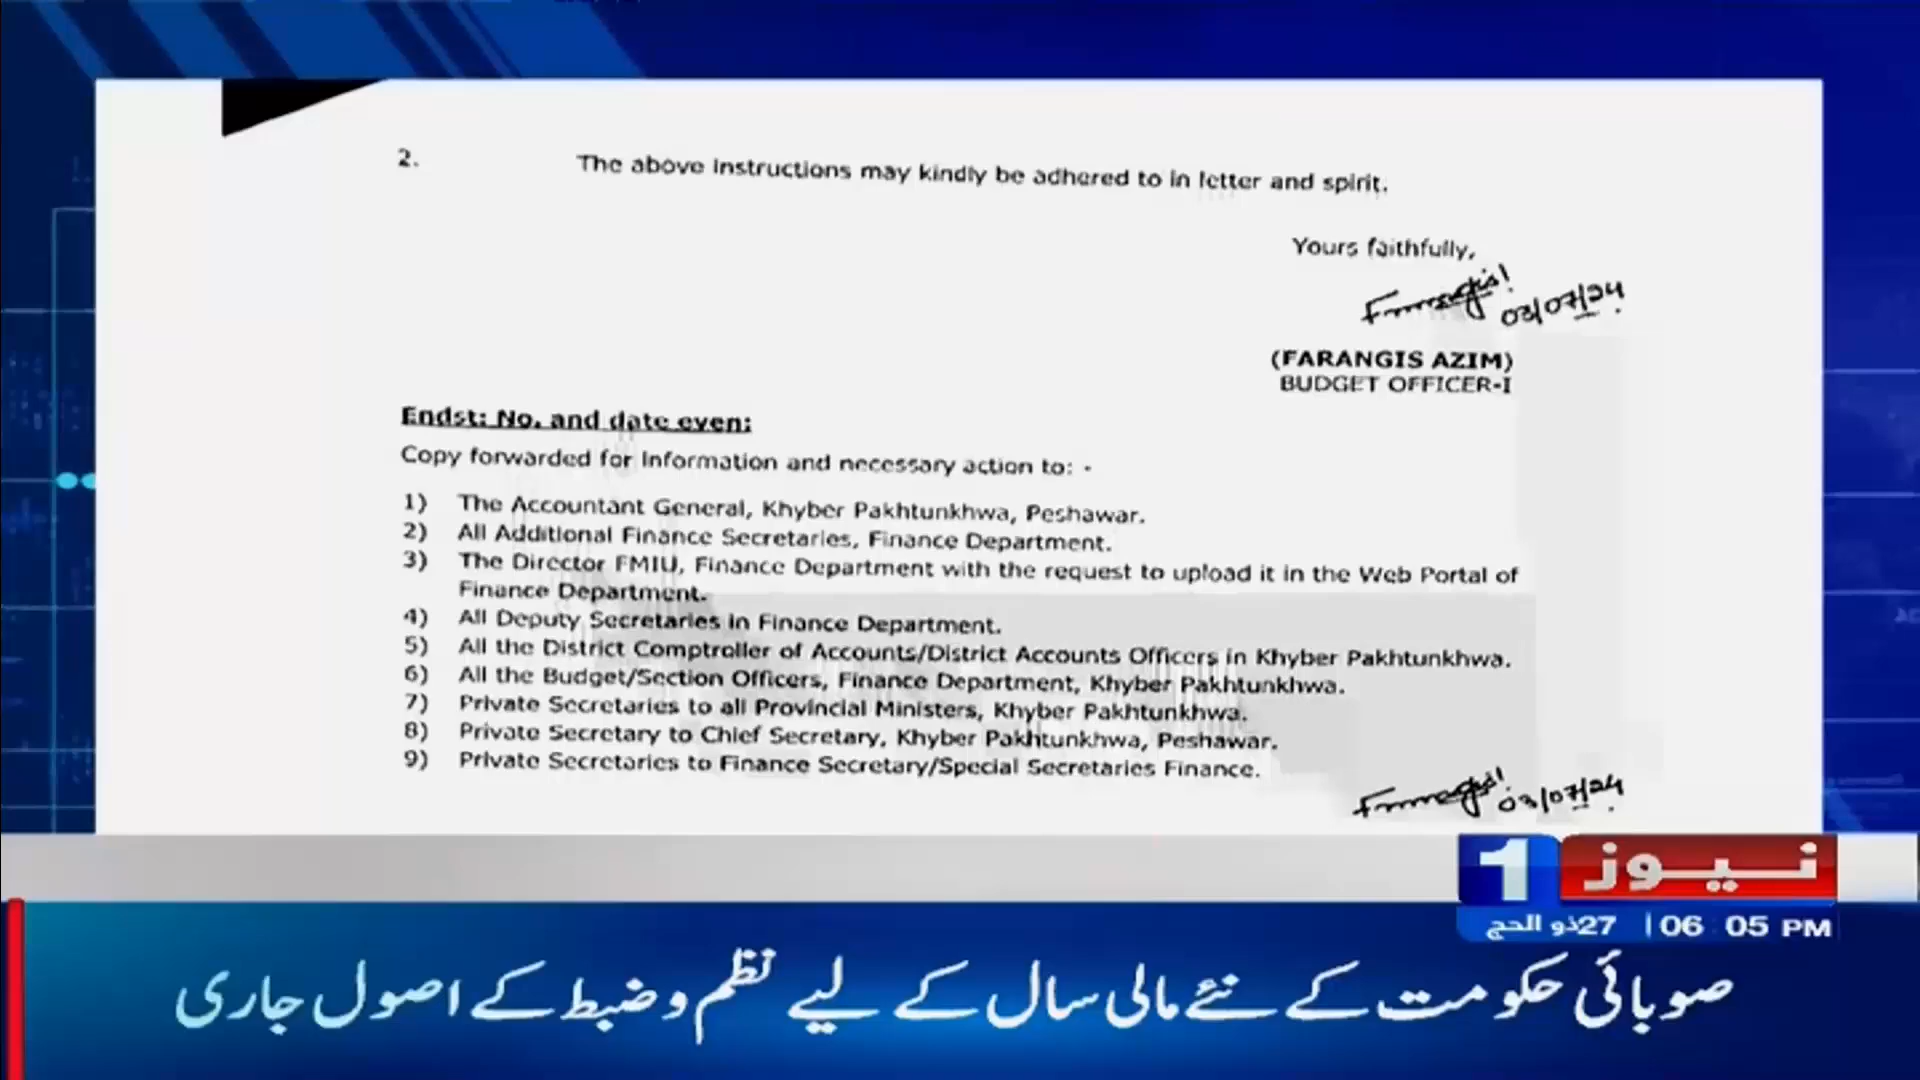 2. The above instructions may kindly be adhered to in letter and spirit.
Yours faithfully,
03/07/24
(FARANGIS AZIM)
BUDGET OFFICER-I
Endst: No. and date even:
Copy forwarded for information and necessary action to: -
1) The Accountant General, Khyber Pakhtunkhwa, Peshawar.
2) All Additional Finance Secretaries, Finance Department.
3) The Director FMIU, Finance Department with the request to upload it in the Web Portal of
Finance Department.
4) All Deputy Secretaries in Finance Department.
5) All the District Comptroller of Accounts/District Accounts Officers in Khyber Pakhtunkhwa.
6) All the Budget/Section Officers, Finance Department, Khyber Pakhtunkhwa.
7) Private Secretaries to all Provincial Ministers, Khyber Pakhtunkhwa.
8) Private Secretary to Chief Secretary, Khyber Pakhtunkhwa, Peshawar.
9) Private Secretaries to Finance Secretary/Special Secretaries Finance.
03/07/24
نیوز 1
27ذو الحج | 06 05 PM
صوبائی حکومت کے نئے مالی سال کے لیے نظم و ضبط کے اصول جاری